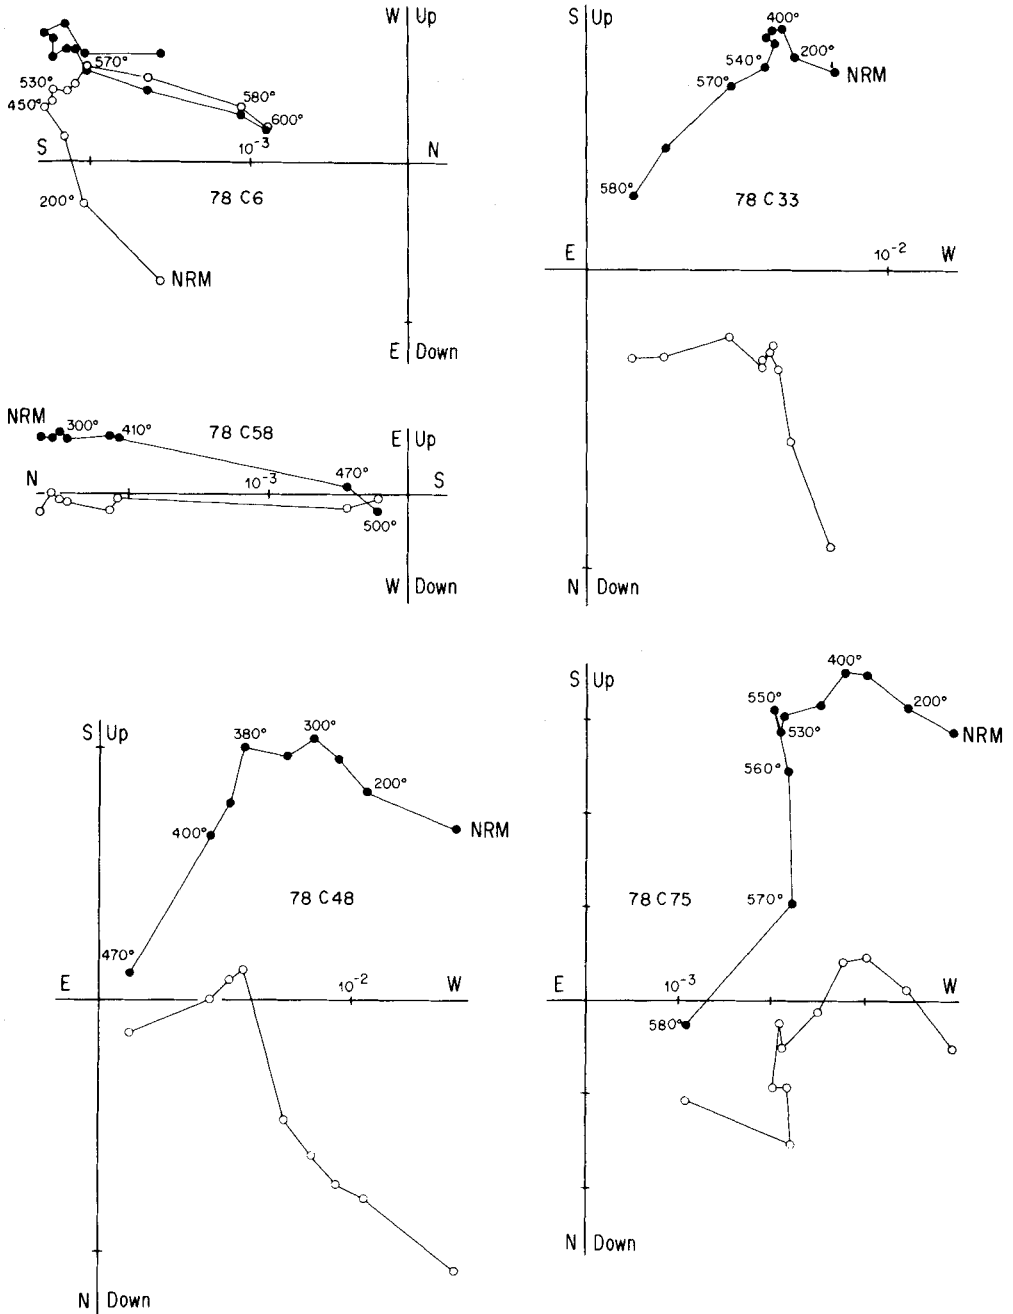 W Up
570°
530°
450°
580°
600°
S 10-3 N
200° 78 C6
NRM
E Down
S Up
400°
200°
540° NRM
570°
580° 78 C33
E 10-2 W
N Down
NRM
300° 410° 78 C58 E Up
N 10-3 470° S
500°
W Down
S Up
380° 300°
200°
400° NRM
78 C48
470°
E 10-2 W
N Down
S Up
400°
550° 200°
530° NRM
560°
570°
78 C75
E 10-3 W
580°
N Down